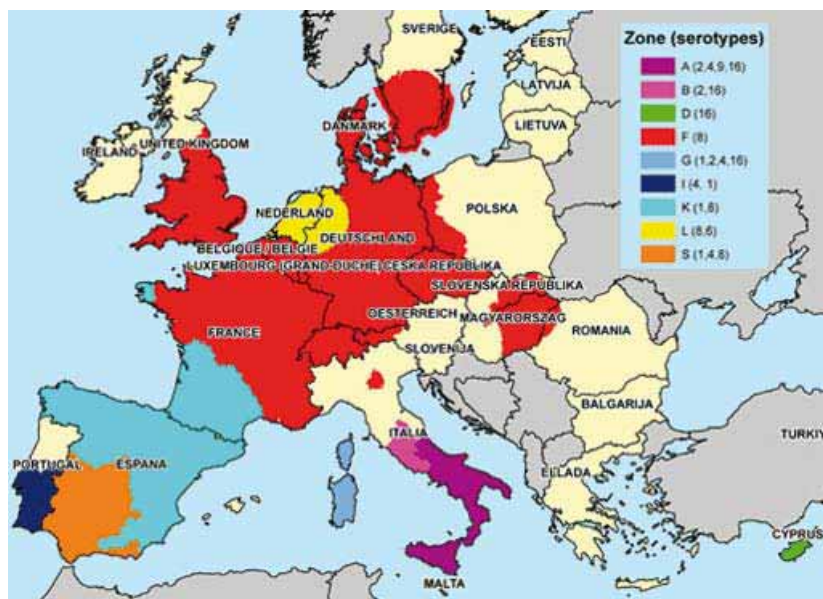 SVERIGE
EESTI
LATVIJA
LIETUVA
DANMARK
UNITED KINGDOM
IRELAND
POLSKA
NEDERLAND
DEUTSCHLAND
BELGIQUE / BELGIE
LUXEMBOURG (GRAND-DUCHE)
CESKA REPUBLIKA
SLOVENSKA REPUBLIKA
OESTERREICH
MAGYARORSZAG
FRANCE
ROMANIA
SLOVENIJA
BALGARIJA
ITALIA
TURKIY
PORTUGAL
ESPANA
ELLADA
CYPRUS
MALTA
Zone (serotypes)
A (2,4,9,16)
B (2,16)
D (16)
F (8)
G (1,2,4,16)
I (4, 1)
K (1,8)
L (8,6)
S (1,4,8)